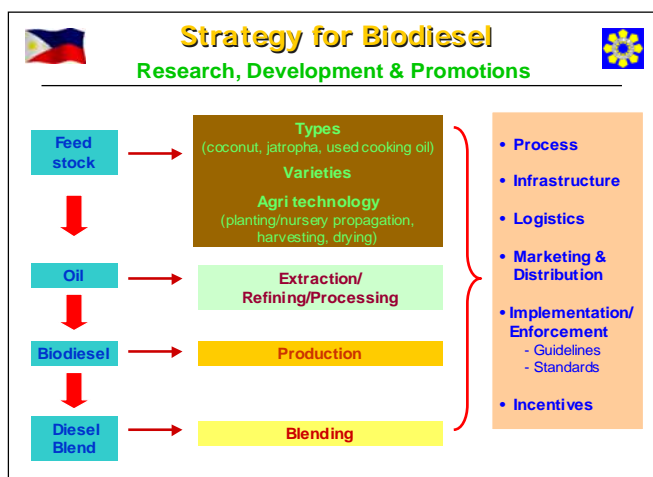 Strategy for Biodiesel
Research, Development & Promotions
Feed
stock
Types
(coconut, jatropha, used cooking oil)
Varieties
Agri technology
(planting/nursery propagation,
harvesting, drying)
Oil
Extraction/
Refining/Processing
Biodiesel
Production
Diesel
Blend
Blending
• Process
• Infrastructure
• Logistics
• Marketing &
Distribution
• Implementation/
Enforcement
- Guidelines
- Standards
• Incentives